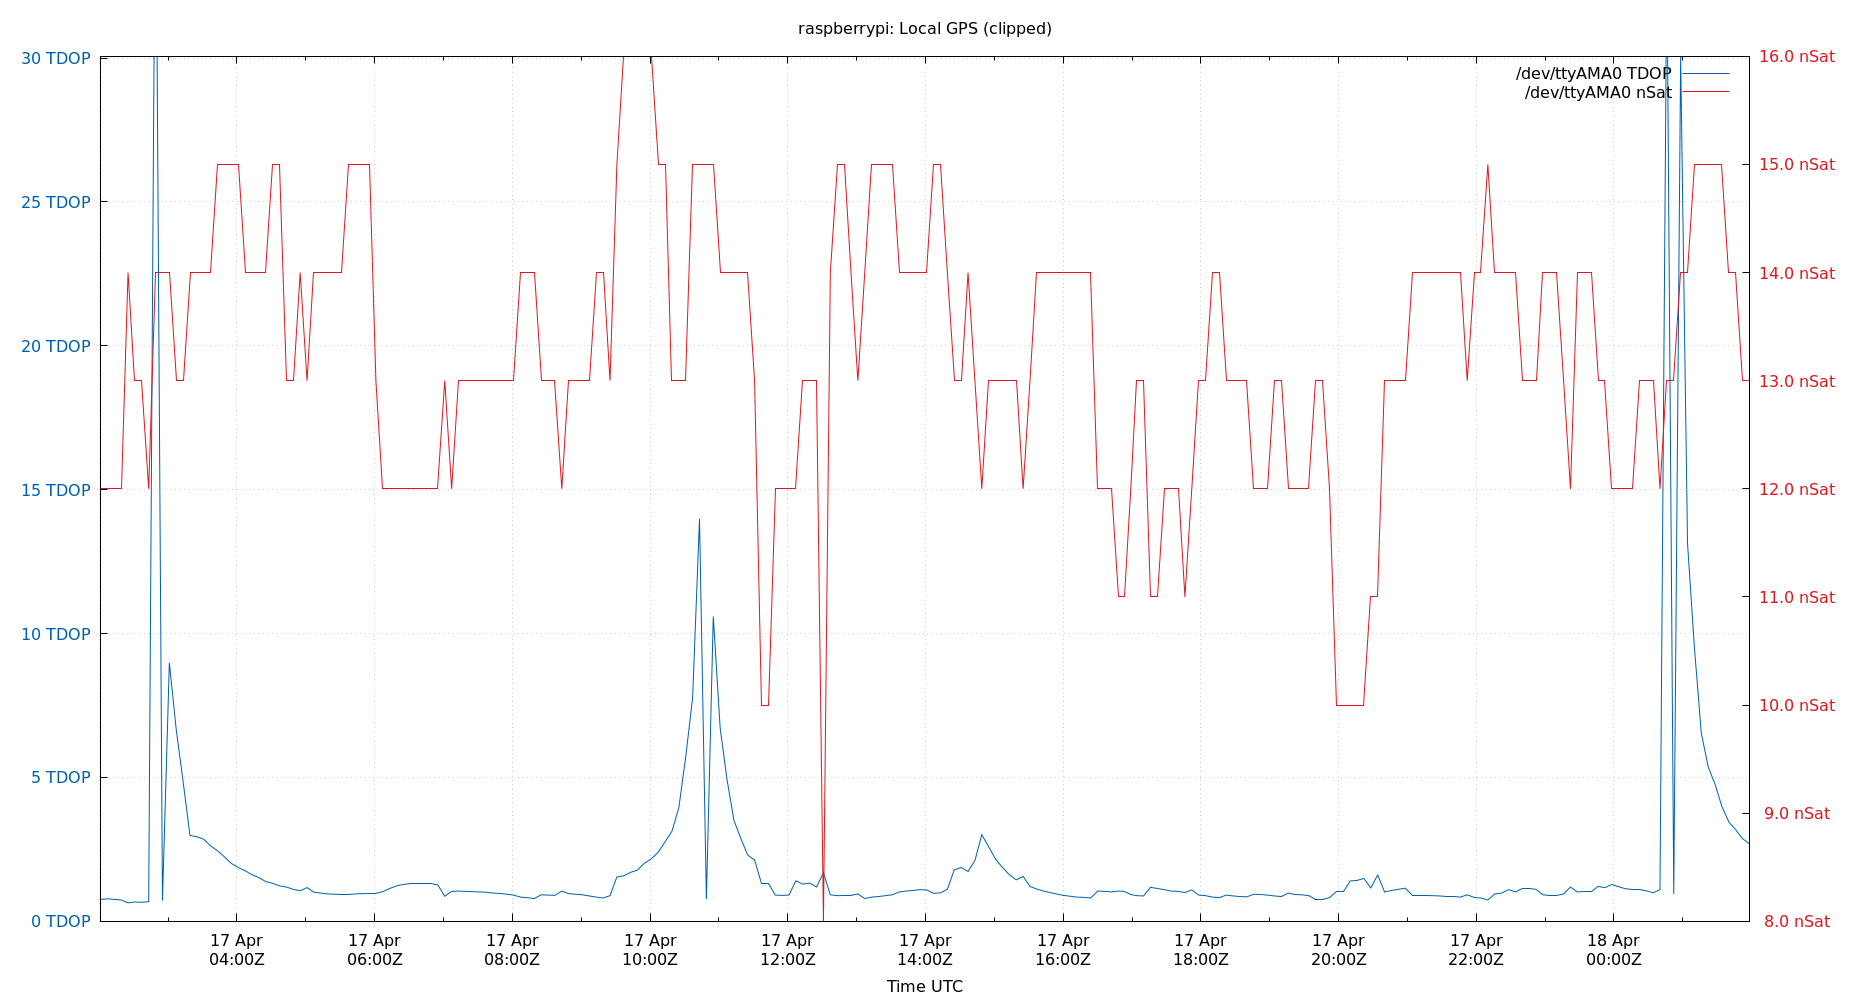 raspberrypi: Local GPS (clipped)
/dev/ttyAMA0 TDOP
/dev/ttyAMA0 nSat
30 TDOP
25 TDOP
20 TDOP
15 TDOP
10 TDOP
5 TDOP
0 TDOP
16.0 nSat
15.0 nSat
14.0 nSat
13.0 nSat
12.0 nSat
11.0 nSat
10.0 nSat
9.0 nSat
8.0 nSat
17 Apr
04:00Z
17 Apr
06:00Z
17 Apr
08:00Z
17 Apr
10:00Z
17 Apr
12:00Z
17 Apr
14:00Z
17 Apr
16:00Z
17 Apr
18:00Z
17 Apr
20:00Z
17 Apr
22:00Z
18 Apr
00:00Z
Time UTC